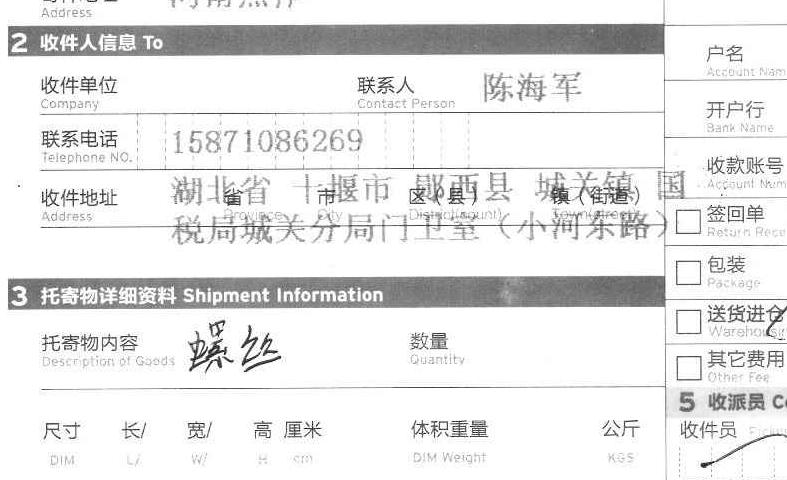 Address
2 收件人信息 To
户名
收件单位 联系人 陈海军
Account Nam
Company Contact Person
开户行
联系电话 15871086269
Bank Name
Telephone NO.
收款账号
收件地址 湖北省 十堰市 郧西县 城关镇 国
省 市 区(县) 镇(街道)
Address Province City District(count) Town(street)
Account Num
税局城关分局门卫室(小河东路)
签回单
Return Rece
包装
Package
3 托寄物详细资料 Shipment Information
送货进仓
托寄物内容 螺丝 数量
Warehousin
Description of Goods Quantity
其它费用
Other Fee
5 收派员 Co
尺寸 长/ 宽/ 高 厘米 体积重量 公斤
收件员
DIM L/ W/ H cm DIM Weight KGS